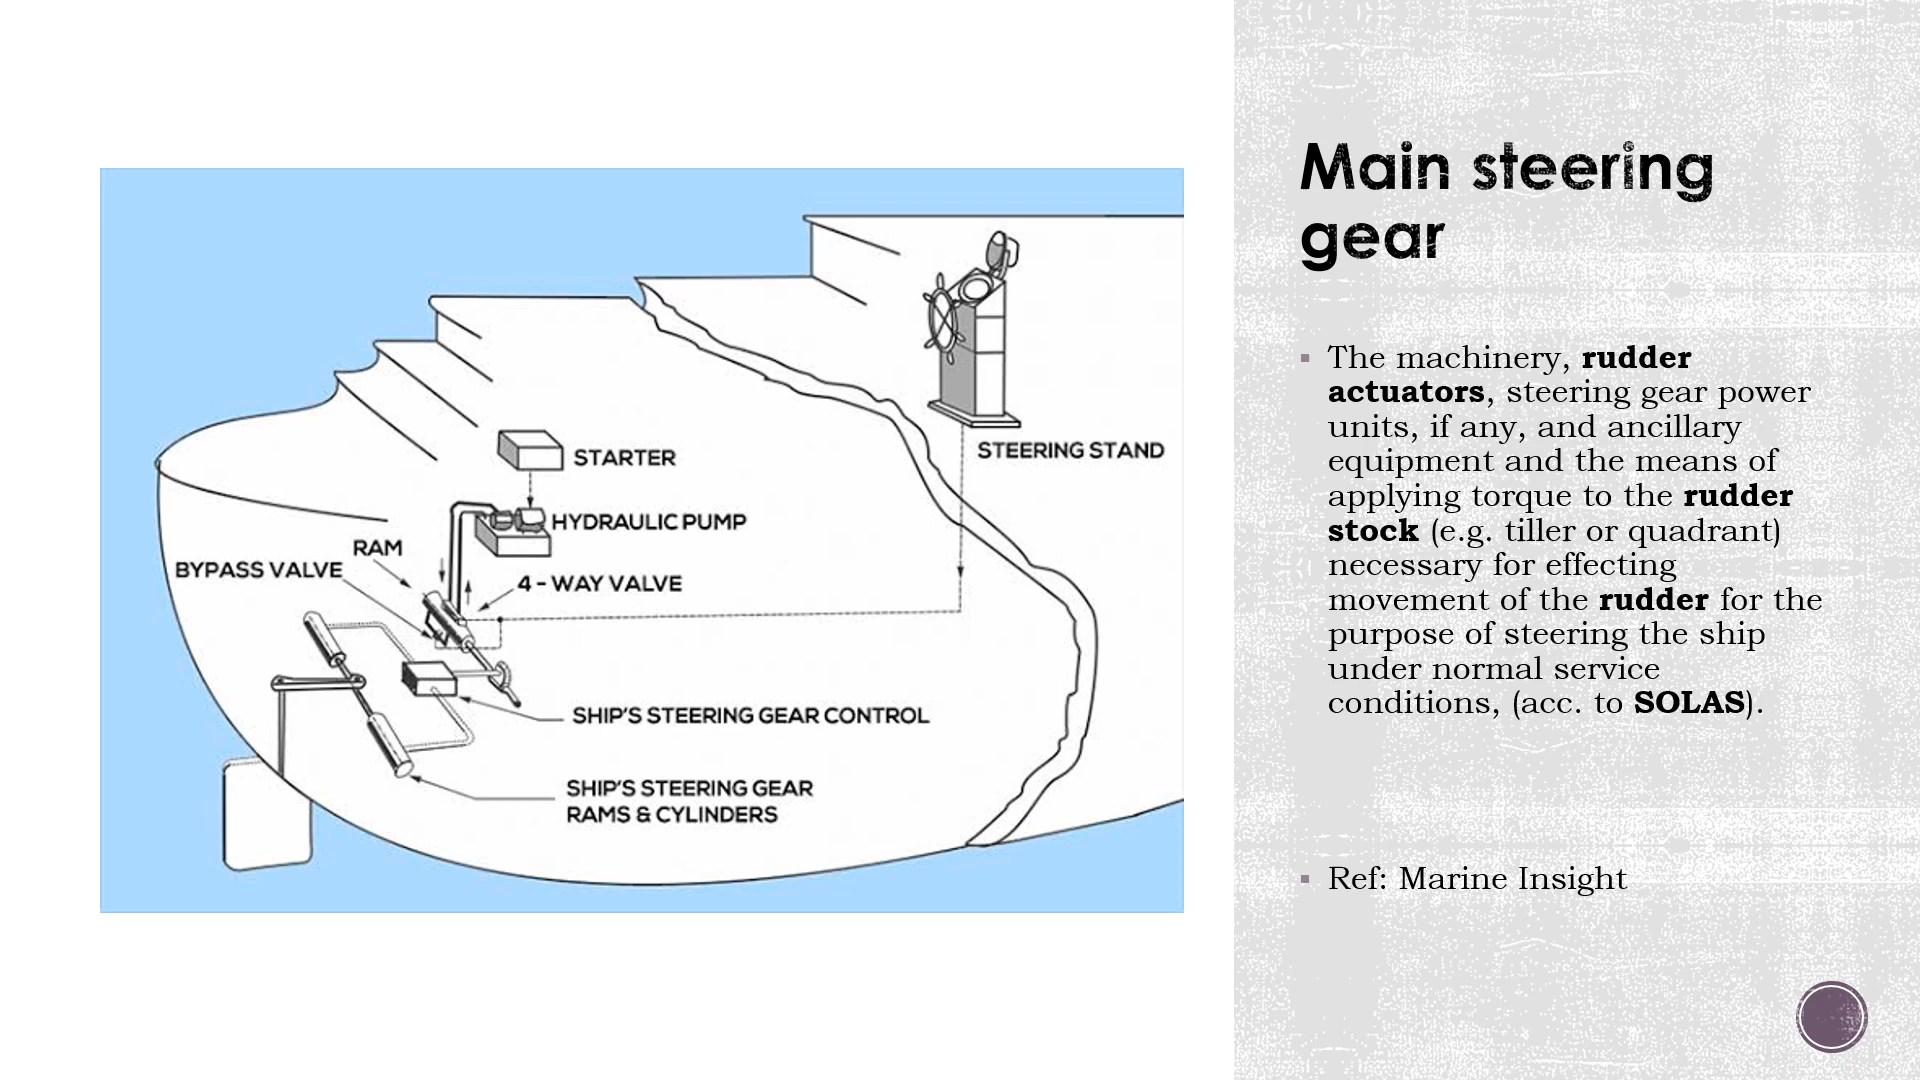 Main steering
gear
The machinery, rudder
actuators, steering gear power
units, if any, and ancillary
equipment and the means of
applying torque to the rudder
stock (e.g. tiller or quadrant)
necessary for effecting
movement of the rudder for the
purpose of steering the ship
under normal service
conditions, (acc. to SOLAS).
Ref: Marine Insight
STEERING STAND
STARTER
HYDRAULIC PUMP
RAM
BYPASS VALVE
4 - WAY VALVE
SHIP'S STEERING GEAR CONTROL
SHIP'S STEERING GEAR
RAMS & CYLINDERS